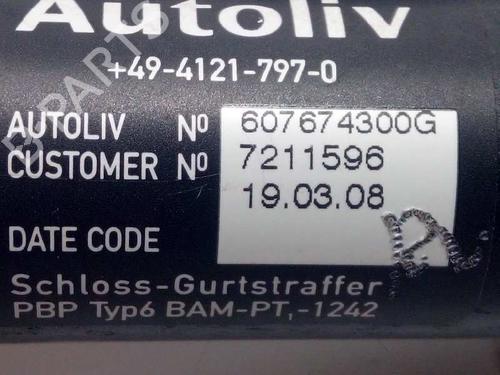 Autoliv
+49-4121-797-0
AUTOLIV Nº 607674300G
CUSTOMER Nº 7211596
19.03.08
DATE CODE
Schloss-Gurtstraffer
PBP Typ6 BAM-PT,-1242